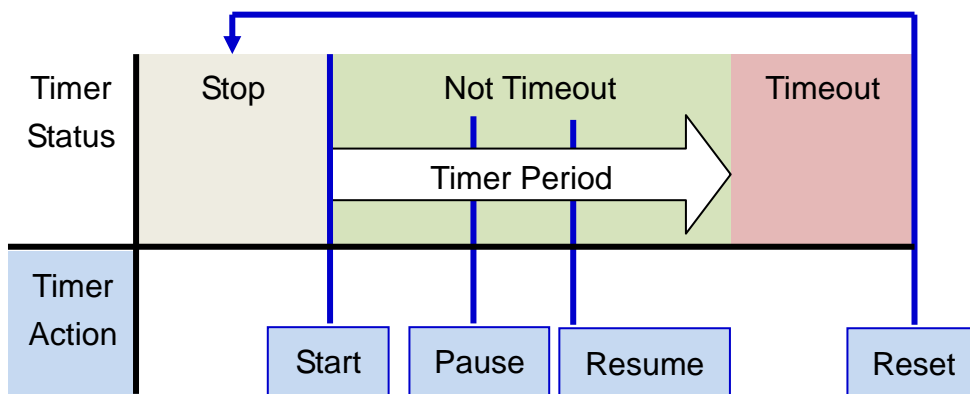 Timer
Status
Stop
Not Timeout
Timeout
Timer Period
Timer
Action
Start
Pause
Resume
Reset